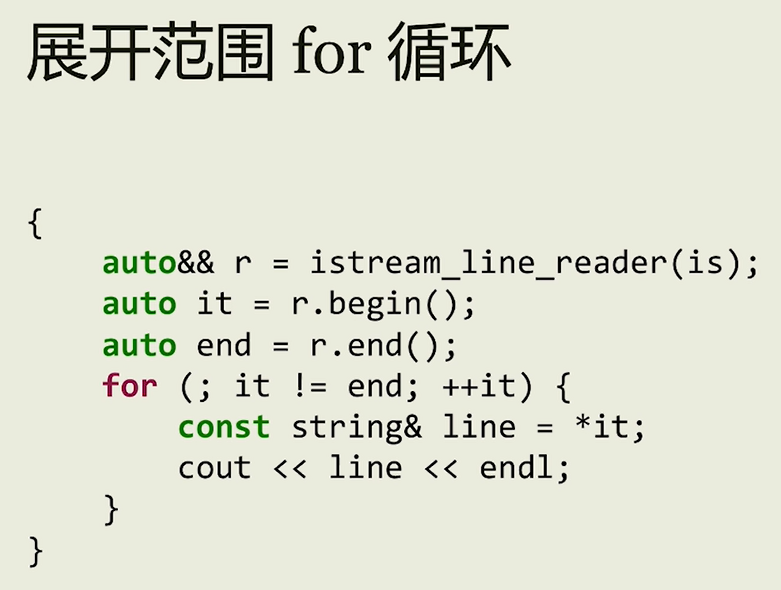 展开范围 for 循环
{
    auto&& r = istream_line_reader(is);
    auto it = r.begin();
    auto end = r.end();
    for (; it != end; ++it) {
        const string& line = *it;
        cout << line << endl;
    }
}